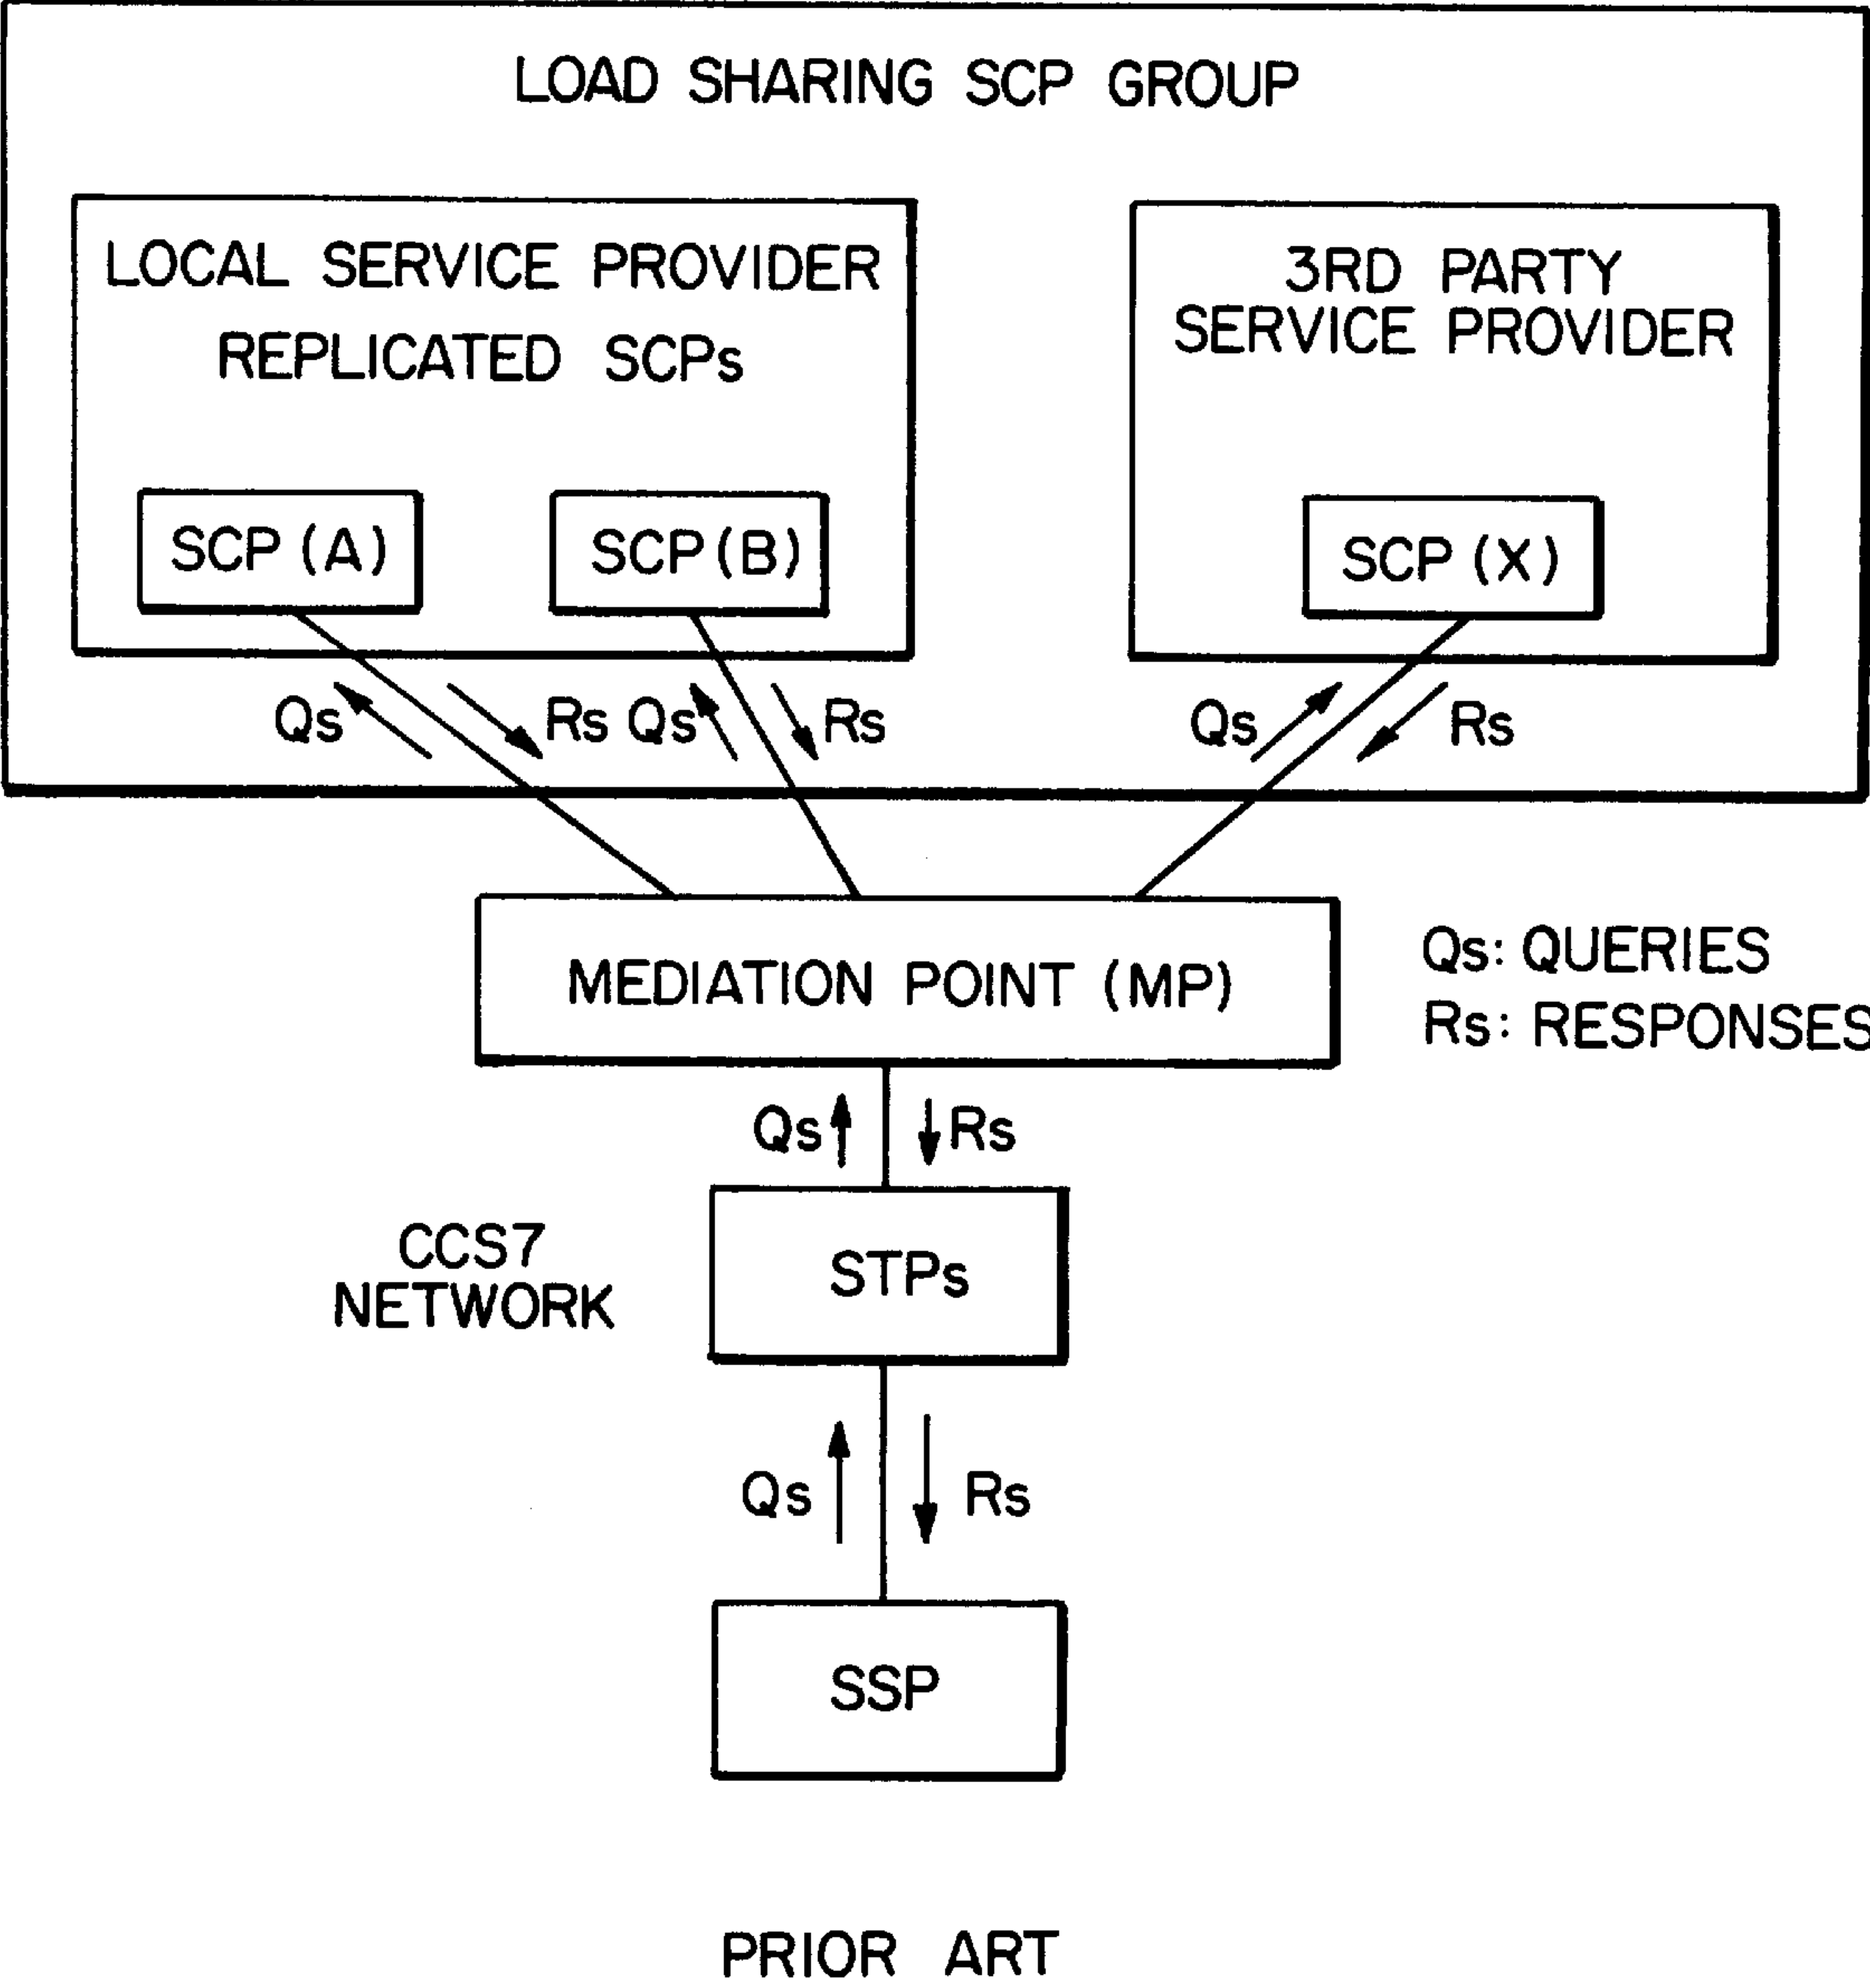 LOAD SHARING SCP GROUP
LOCAL SERVICE PROVIDER
REPLICATED SCPs
3RD PARTY
SERVICE PROVIDER
SCP (A)
SCP (B)
SCP (X)
Qs
Rs
Qs
Rs
Qs
Rs
MEDIATION POINT (MP)
Qs: QUERIES
Rs: RESPONSES
Qs
Rs
CCS7
NETWORK
STPs
Qs
Rs
SSP
PRIOR ART